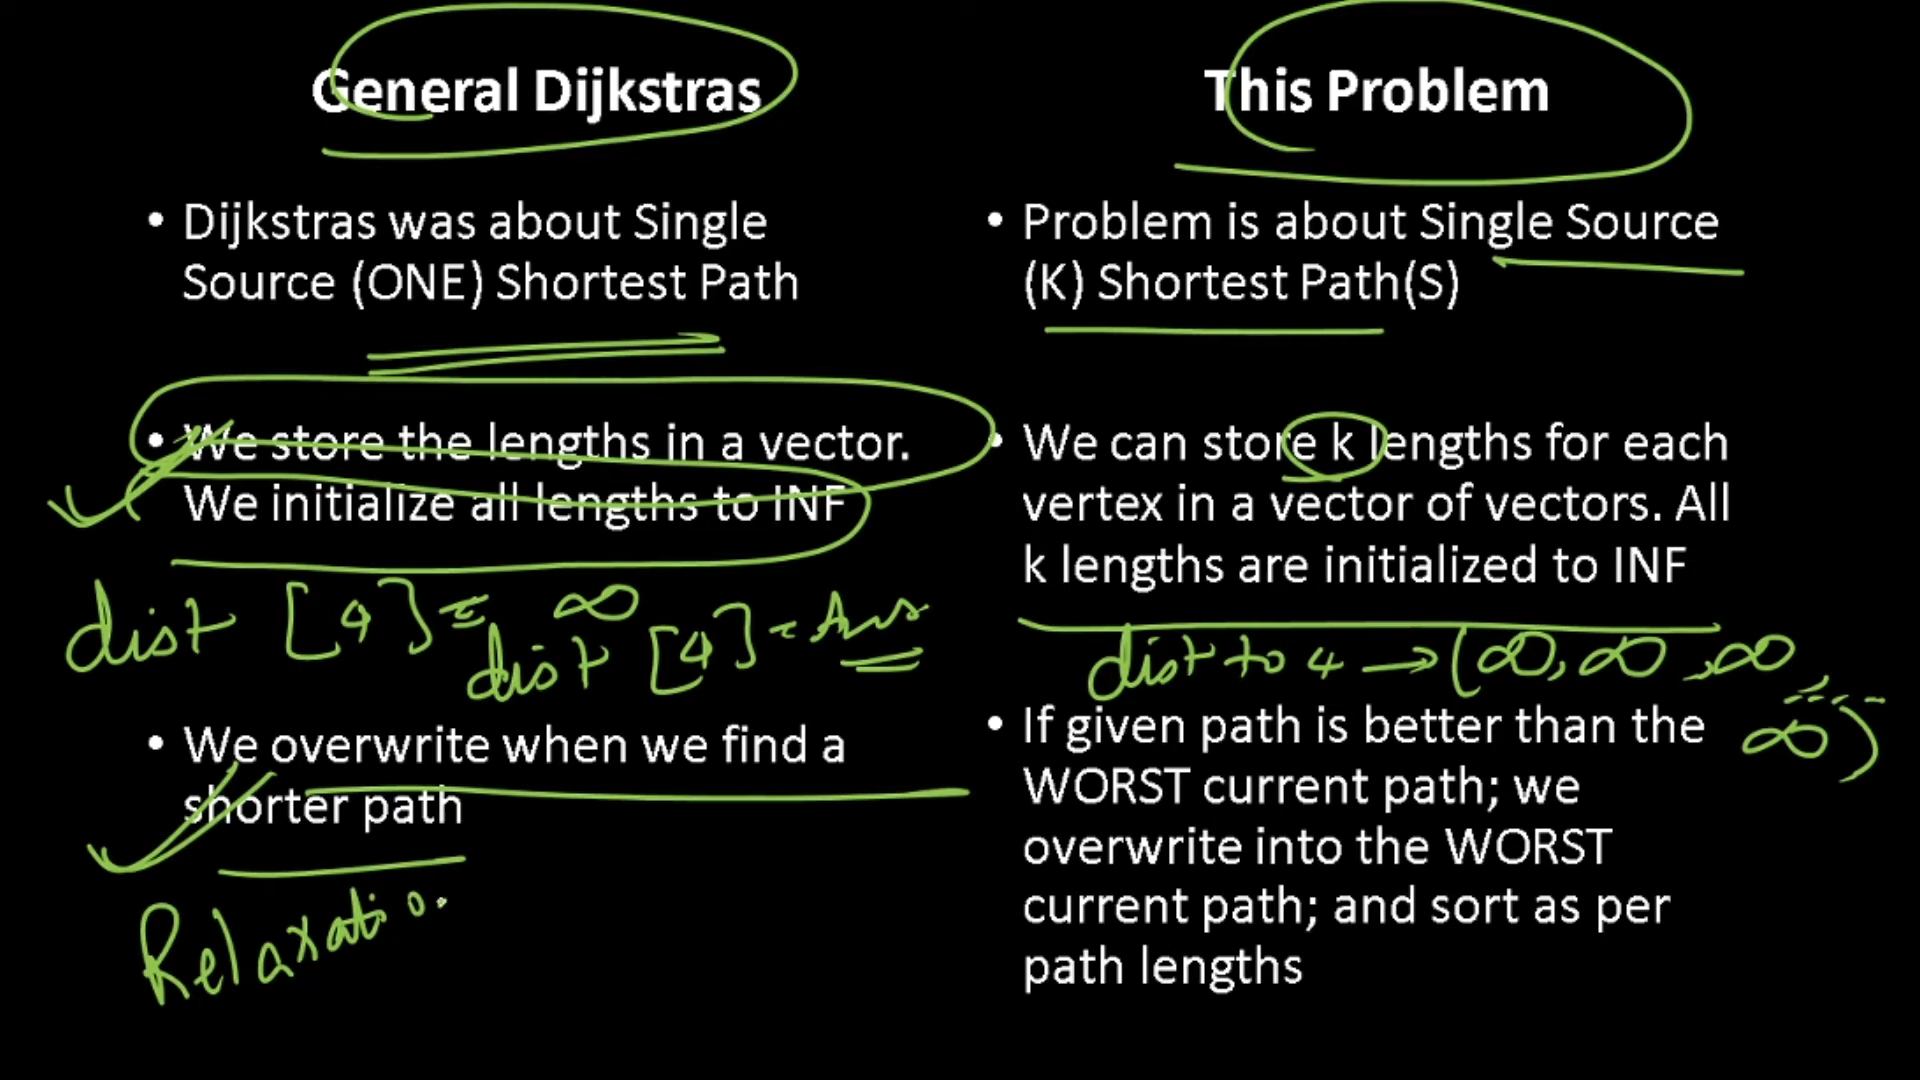 General Dijkstras
• Dijkstras was about Single
Source (ONE) Shortest Path
• We store the lengths in a vector.
We initialize all lengths to INF
dist [4] = ∞
dist [4] = Ans
• We overwrite when we find a
shorter path
Relaxatio.
This Problem
• Problem is about Single Source
(K) Shortest Path(S)
• We can store k lengths for each
vertex in a vector of vectors. All
k lengths are initialized to INF
dist to 4 → (∞, ∞, ∞, ....
∞)
• If given path is better than the
WORST current path; we
overwrite into the WORST
current path; and sort as per
path lengths